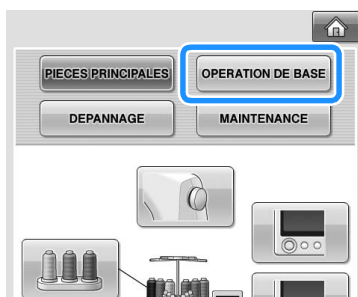 PIECES PRINCIPALES
OPERATION DE BASE
DEPANNAGE
MAINTENANCE